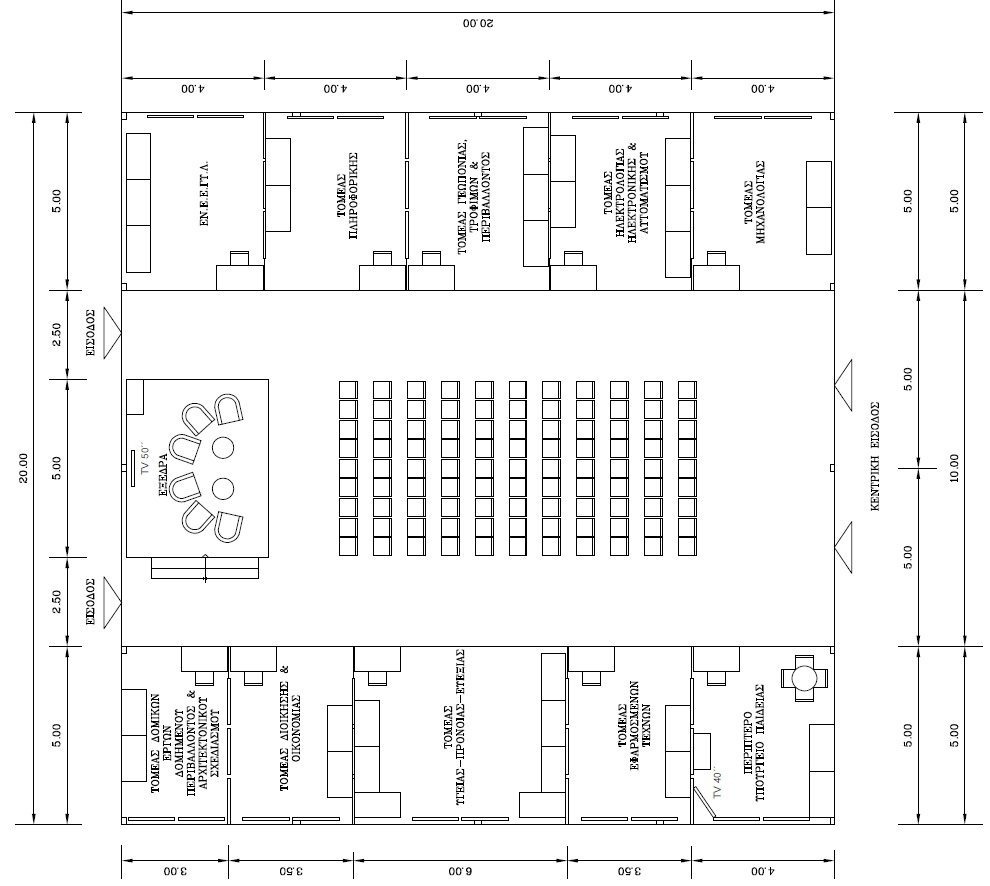 20.00
4.00
4.00
4.00
4.00
4.00
5.00
2.50
5.00
2.50
5.00
20.00
ΕΝ.Ε.Ε.ΓΥ.Λ.
ΤΟΜΕΑΣ
ΠΛΗΡΟΦΟΡΙΚΗΣ
ΤΟΜΕΑΣ ΓΕΩΠΟΝΙΑΣ,
ΤΡΟΦΙΜΩΝ &
ΠΕΡΙΒΑΛΛΟΝΤΟΣ
ΤΟΜΕΑΣ
ΗΛΕΚΤΡΟΛΟΓΙΑΣ
ΗΛΕΚΤΡΟΝΙΚΗΣ &
ΑΥΤΟΜΑΤΙΣΜΟΥ
ΤΟΜΕΑΣ
ΜΗΧΑΝΟΛΟΓΙΑΣ
5.00
5.00
ΕΙΣΟΔΟΣ
TV 50''
ΕΞΕΔΡΑ
ΕΙΣΟΔΟΣ
ΚΕΝΤΡΙΚΗ ΕΙΣΟΔΟΣ
5.00
5.00
10.00
ΤΟΜΕΑΣ ΔΟΜΙΚΩΝ
ΕΡΓΩΝ
ΔΟΜΗΜΕΝΟΥ
ΠΕΡΙΒΑΛΛΟΝΤΟΣ &
ΑΡΧΙΤΕΚΤΟΝΙΚΟΥ
ΣΧΕΔΙΑΣΜΟΥ
ΤΟΜΕΑΣ ΔΙΟΙΚΗΣΗΣ &
ΟΙΚΟΝΟΜΙΑΣ
ΤΟΜΕΑΣ
ΥΓΕΙΑΣ-ΠΡΟΝΟΙΑΣ-ΕΥΕΞΙΑΣ
ΤΟΜΕΑΣ
ΕΦΑΡΜΟΣΜΕΝΩΝ
ΤΕΧΝΩΝ
TV 40''
ΠΕΡΙΠΤΕΡΟ
ΥΠΟΥΡΓΕΙΟ ΠΑΙΔΕΙΑΣ
5.00
5.00
3.00
3.50
6.00
3.50
4.00